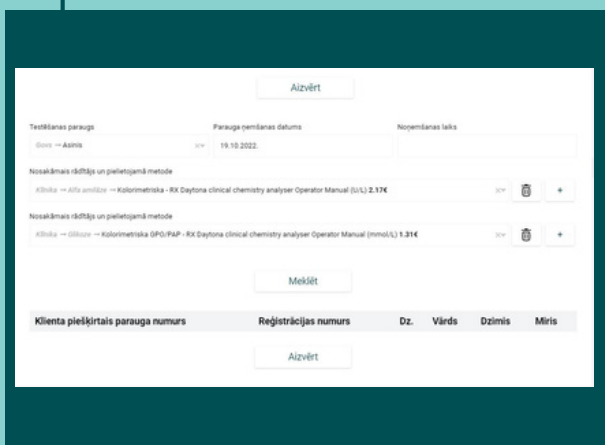 Aizvērt
Testēšanas paraugs Parauga ņemšanas datums Noņemšanas laiks
Govs → Asinis 19.10.2022.
Nosakāmais rādītājs un pielietojamā metode
Klīnika → Alfa amilāze → Kolorimetriska - RX Daytona clinical chemistry analyser Operator Manual (U/L) 2.17€
Nosakāmais rādītājs un pielietojamā metode
Klīnika → Glikoze → Kolorimetriska GPO/PAP - RX Daytona clinical chemistry analyser Operator Manual (mmol/L) 1.31€
Meklēt
Klienta piešķirtais parauga numurs Reģistrācijas numurs Dz. Vārds Dzimis Miris
Aizvērt